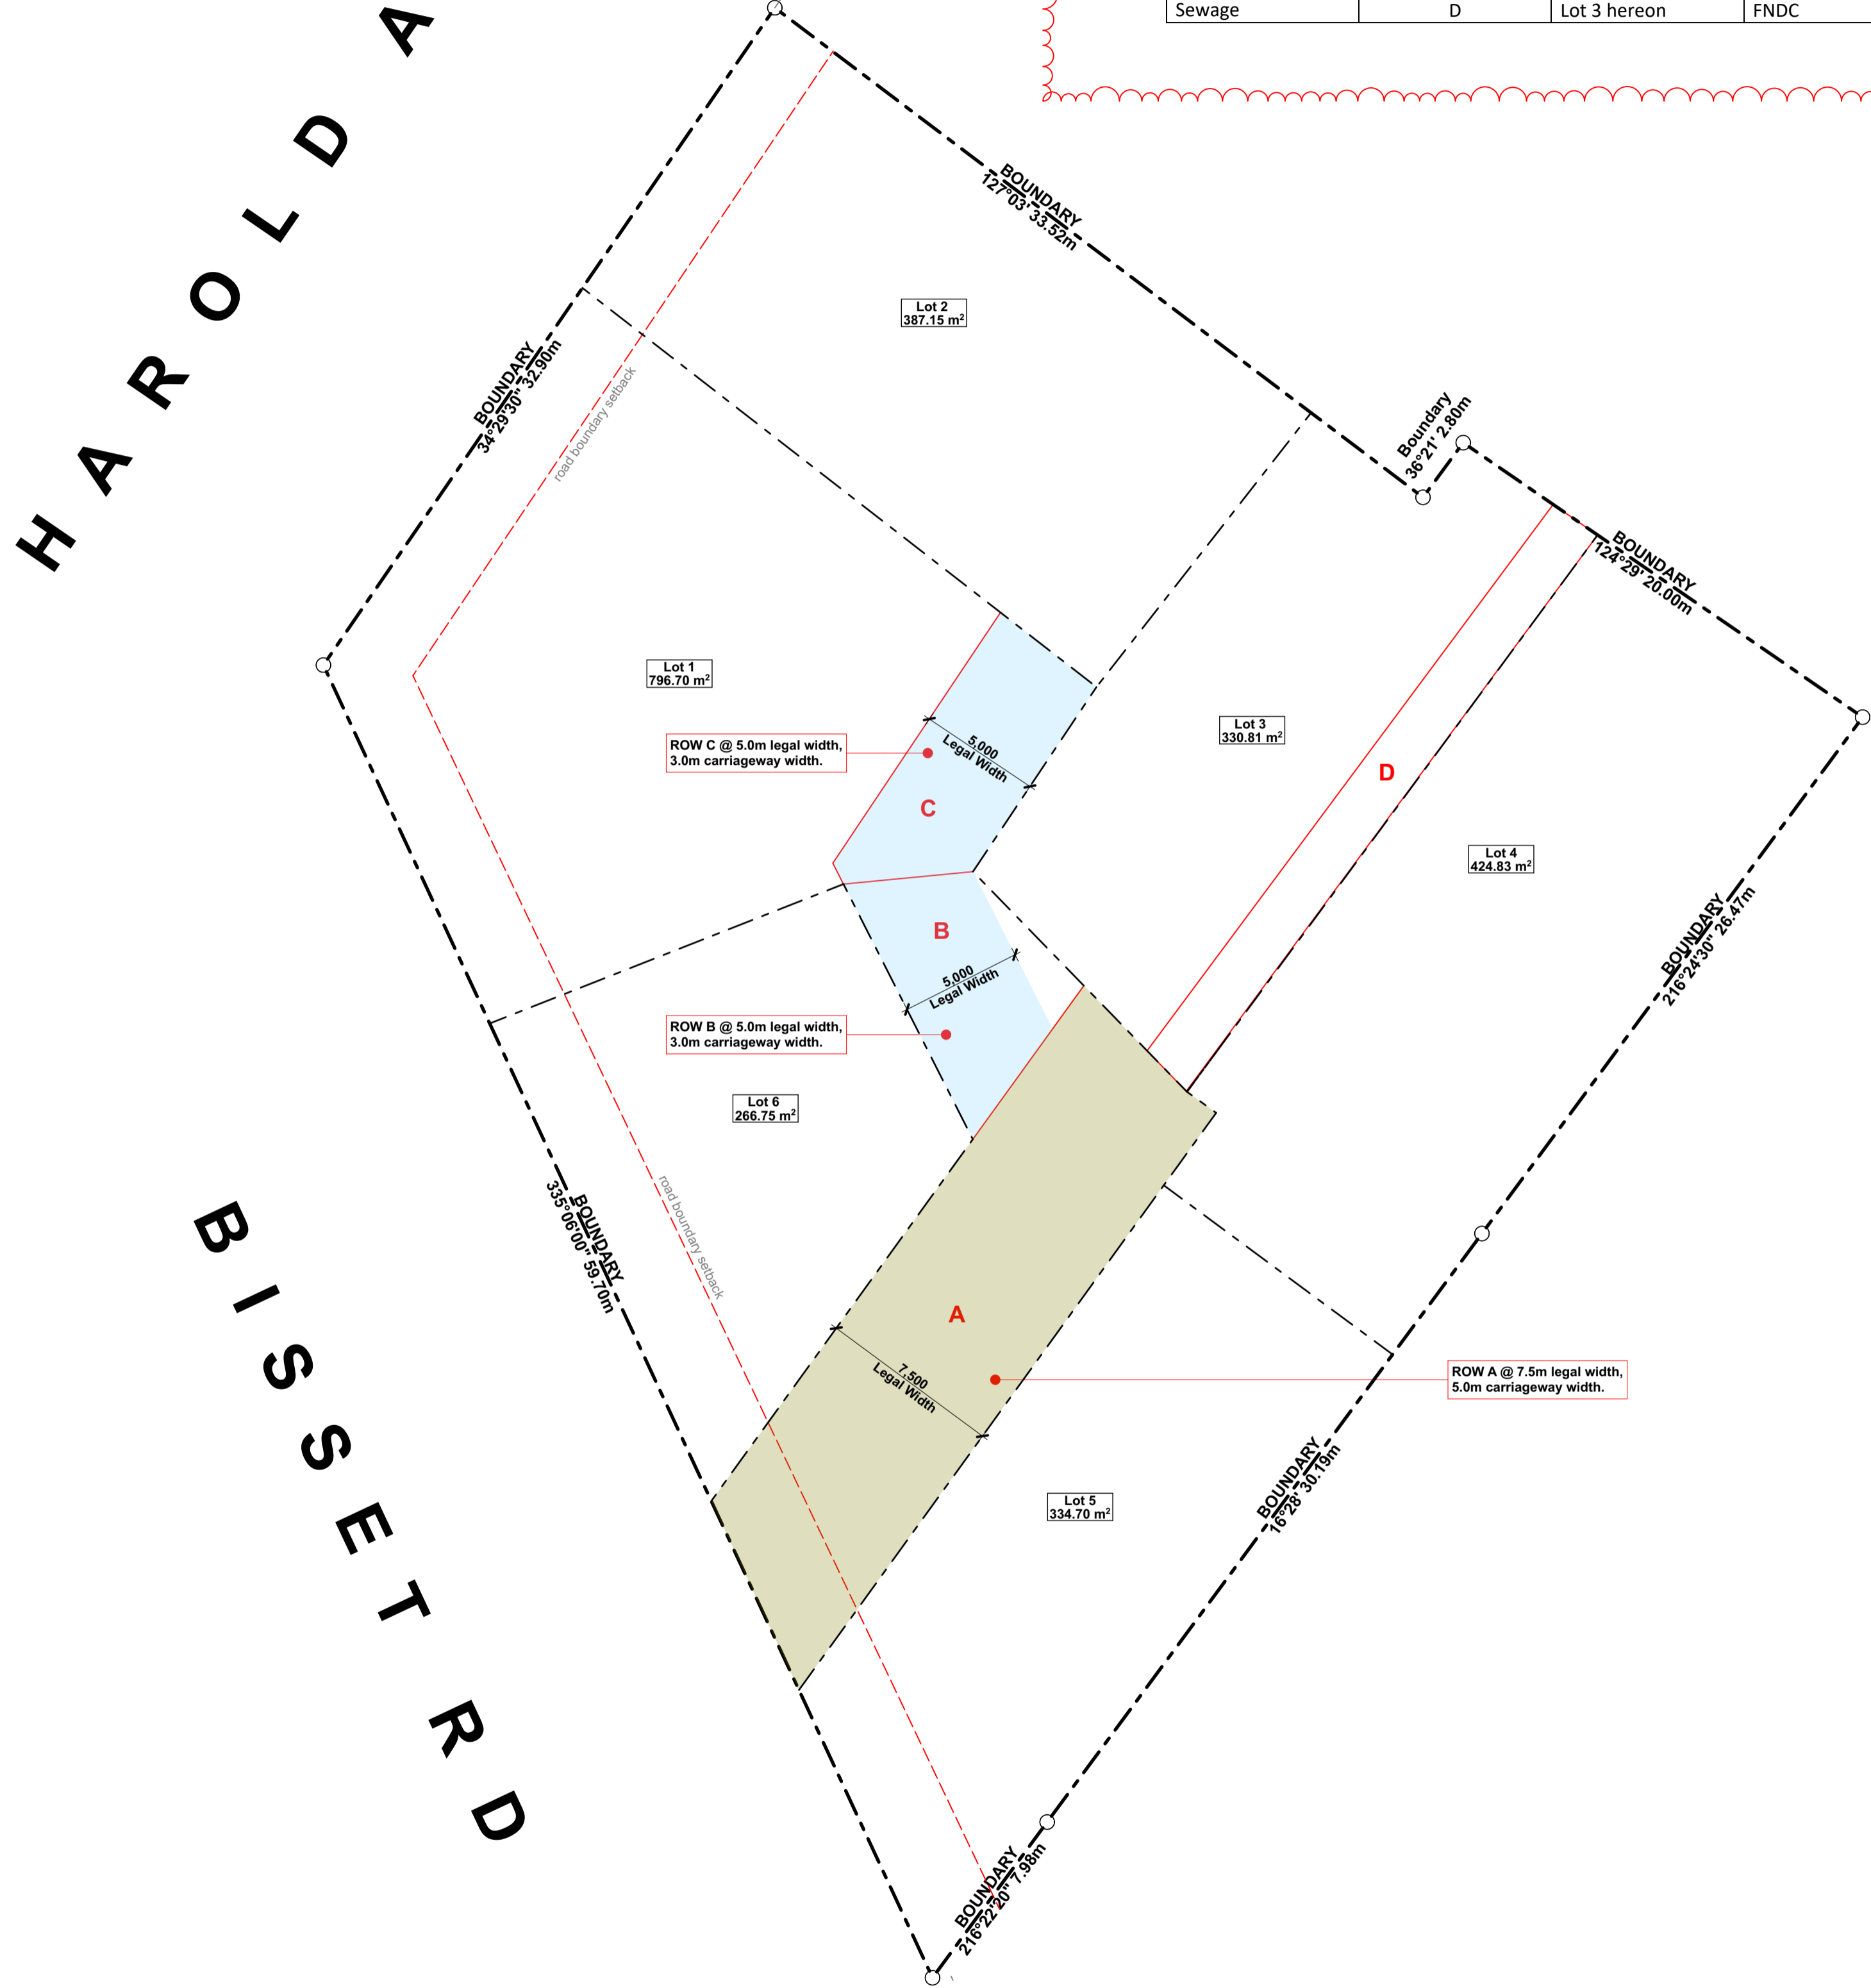 Sewage D Lot 3 hereon FNDC
HAROLD A
BOUNDARY
127°03' 33.52m
Lot 2
387.15 m²
BOUNDARY
34°29'30" 32.90m
road boundary setback
Boundary
36°21' 2.80m
BOUNDARY
124°29' 20.00m
Lot 1
796.70 m²
Lot 3
330.81 m²
ROW C @ 5.0m legal width,
3.0m carriageway width.
5,000
Legal Width
C
D
Lot 4
424.83 m²
B
5,000
Legal Width
BOUNDARY
216°24'30" 26.47m
ROW B @ 5.0m legal width,
3.0m carriageway width.
Lot 6
266.75 m²
BISSET RD
BOUNDARY
335°06'00" 59.70m
road boundary setback
A
7,500
Legal Width
ROW A @ 7.5m legal width,
5.0m carriageway width.
Lot 5
334.70 m²
BOUNDARY
16°28' 30.19m
BOUNDARY
216°22'20" 7.98m